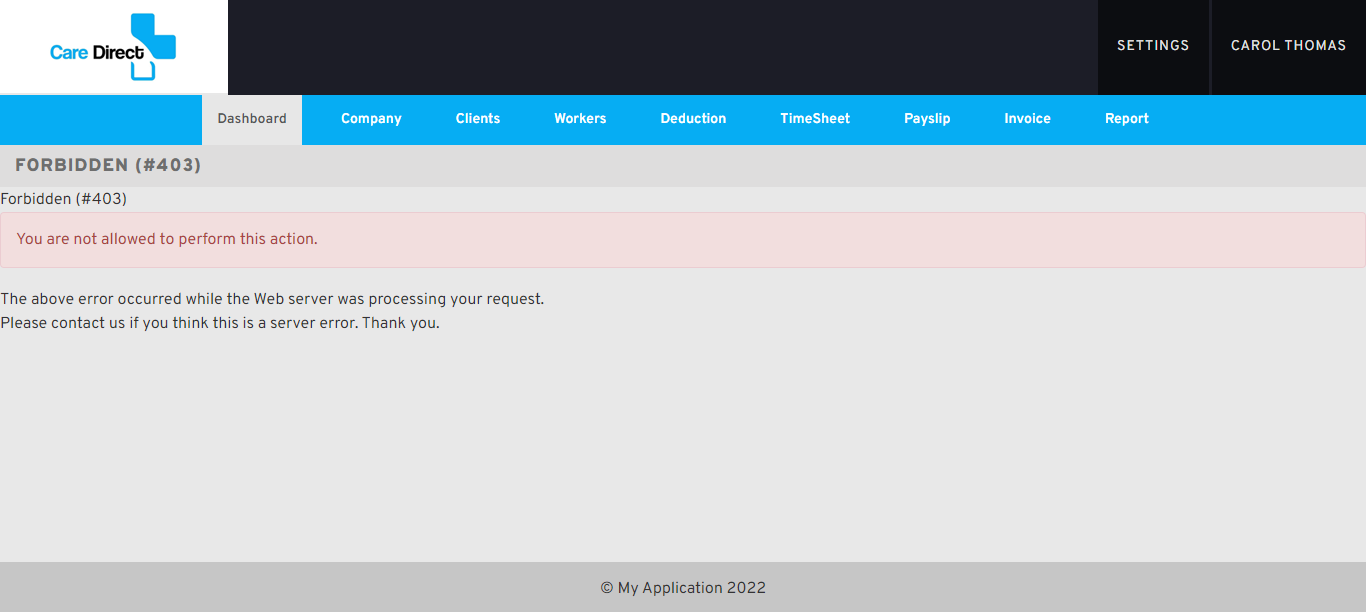 Care Direct
SETTINGS
CAROL THOMAS
Dashboard
Company
Clients
Workers
Deduction
TimeSheet
Payslip
Invoice
Report
FORBIDDEN (#403)
Forbidden (#403)
You are not allowed to perform this action.
The above error occurred while the Web server was processing your request.
Please contact us if you think this is a server error. Thank you.
© My Application 2022